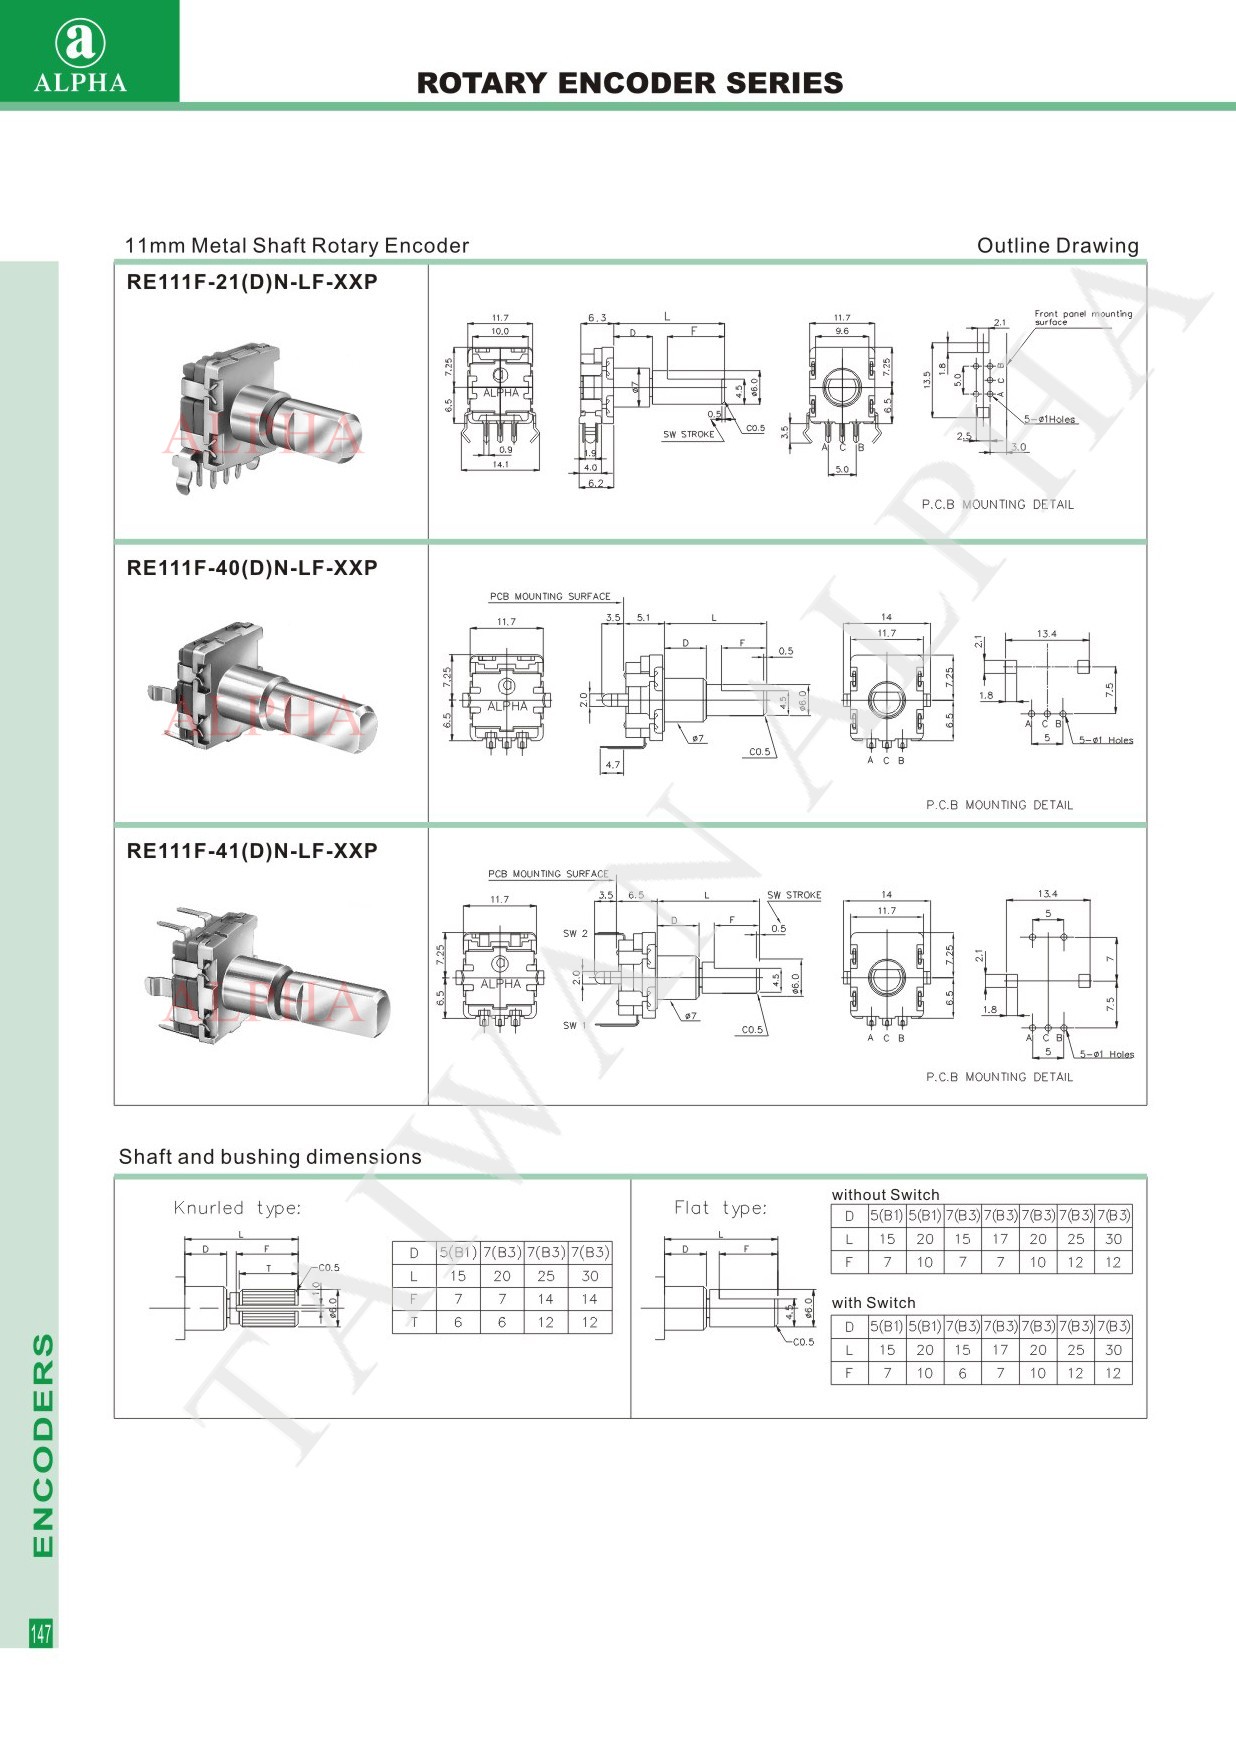 a
ALPHA
ROTARY ENCODER SERIES
11mm Metal Shaft Rotary Encoder
Outline Drawing
RE111F-21(D)N-LF-XXP
ALPHA
11.7
10.0
7.25
6.5
ALPHA
0.9
14.1
6.3
L
D
F
ø7
4.5
ø6.0
0.5
SW STROKE
C0.5
1.9
4.0
6.2
11.7
9.6
7.25
6.5
3.5
A C B
5.0
2.1
Front panel mounting
surface
1.8
13.5
5.0
B
C
A
5-ø1Holes
2.5
3.0
P.C.B MOUNTING DETAIL
RE111F-40(D)N-LF-XXP
ALPHA
PCB MOUNTING SURFACE
11.7
7.25
6.5
ALPHA
3.5
5.1
L
D
F
0.5
2.0
4.5
ø6.0
ø7
C0.5
4.7
14
11.7
7.25
6.5
A C B
13.4
2.1
1.8
7.5
A C B
5
5-ø1 Holes
P.C.B MOUNTING DETAIL
RE111F-41(D)N-LF-XXP
ALPHA
PCB MOUNTING SURFACE
11.7
7.25
6.5
ALPHA
3.5
6.5
L
SW STROKE
D
F
0.5
SW 2
2.0
4.5
ø6.0
ø7
SW 1
C0.5
14
11.7
7.25
6.5
A C B
13.4
5
2.1
7
1.8
7.5
A C B
5
5-ø1 Holes
P.C.B MOUNTING DETAIL
Shaft and bushing dimensions
Knurled type:
L
D
F
T
C0.5
1.0
ø6.0
D 5(B1) 7(B3) 7(B3) 7(B3)
L 15 20 25 30
F 7 7 14 14
T 6 6 12 12
Flat type:
L
D
F
4.5
ø6.0
C0.5
without Switch
D 5(B1) 5(B1) 7(B3) 7(B3) 7(B3) 7(B3) 7(B3)
L 15 20 15 17 20 25 30
F 7 10 7 7 10 12 12
with Switch
D 5(B1) 5(B1) 7(B3) 7(B3) 7(B3) 7(B3) 7(B3)
L 15 20 15 17 20 25 30
F 7 10 6 7 10 12 12
TAIWAN ALPHA
ENCODERS
147